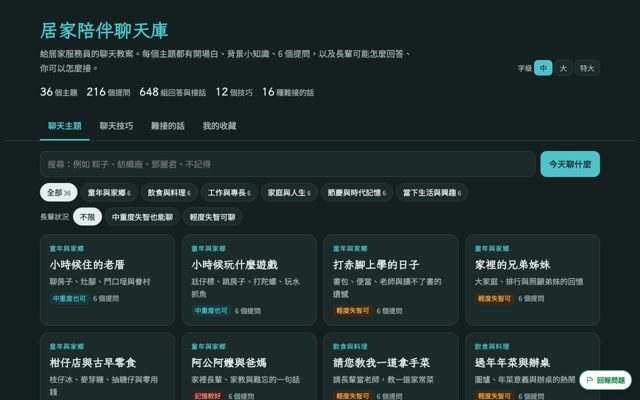 居家陪伴聊天庫
給居家服務員的聊天教案。每個主題都有開場白、背景小知識、6 個提問，以及長輩可能怎麼回答、
你可以怎麼接。
字級 中 大 特大
36 個主題 216 個提問 648 組回答與接話 12 個技巧 16 種難接的話
聊天主題 聊天技巧 難接的話 我的收藏
搜尋：例如 粽子、紡織廠、鄧麗君、不記得
今天聊什麼
全部 36 童年與家鄉 6 飲食與料理 6 工作與專長 6 家庭與人生 6 節慶與時代記憶 6 當下生活與興趣 6
長輩狀況 不限 中重度失智也能聊 輕度失智可聊
童年與家鄉
小時候住的老厝
聊房子、灶腳、門口埕與眷村
中重度也可 6 個提問
童年與家鄉
小時候玩什麼遊戲
尪仔標、跳房子、打陀螺、玩水
抓魚
中重度也可 6 個提問
童年與家鄉
打赤腳上學的日子
書包、便當、老師與讀不了書的
遺憾
輕度失智可 6 個提問
童年與家鄉
家裡的兄弟姊妹
大家庭、排行與照顧弟妹的回憶
輕度失智可 6 個提問
童年與家鄉
柑仔店與古早零食
枝仔冰、麥芽糖、抽糖仔與零用
錢
童年與家鄉
阿公阿嬤與爸媽
家裡長輩、家教與難忘的一句話
記憶較好 6 個提問
飲食與料理
請您教我一道拿手菜
請長輩當老師，教一道家常菜
輕度失智可 6 個提問
飲食與料理
過年年菜與辦桌
圍爐、年菜意義與辦桌的熱鬧
輕度失智可 6 個提問
回報問題